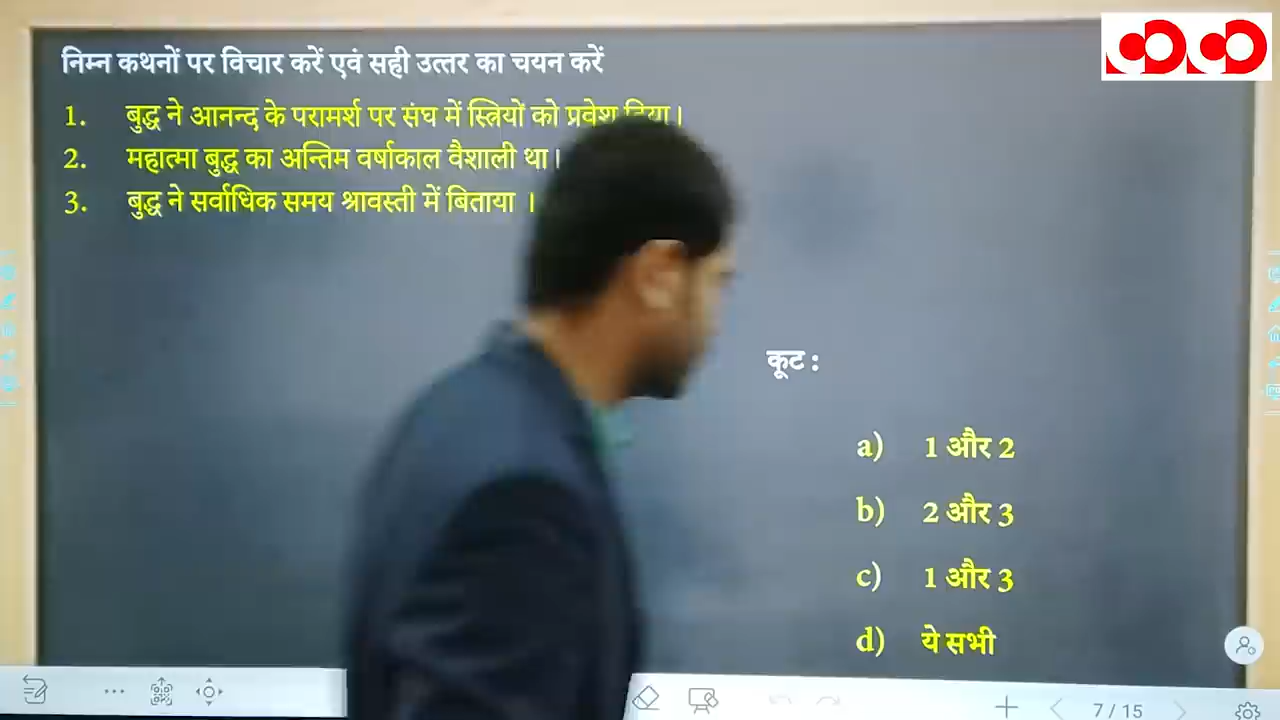 निम्न कथनों पर विचार करें एवं सही उत्तर का चयन करें
1. बुद्ध ने आनन्द के परामर्श पर संघ में स्त्रियों को प्रवेश दिया।
2. महात्मा बुद्ध का अन्तिम वर्षाकाल वैशाली था।
3. बुद्ध ने सर्वाधिक समय श्रावस्ती में बिताया ।
कूट :
a) 1 और 2
b) 2 और 3
c) 1 और 3
d) ये सभी
7 / 15